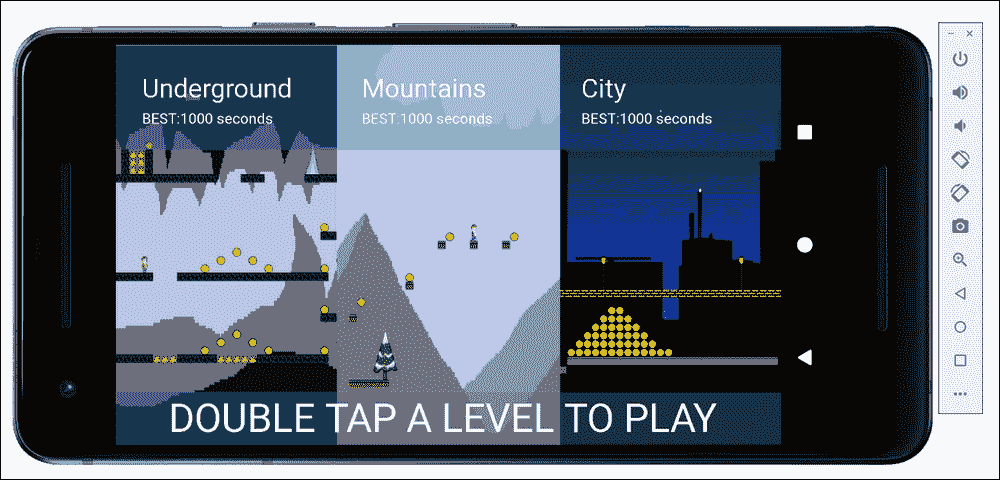 Underground
BEST:1000 seconds
Mountains
BEST:1000 seconds
City
BEST:1000 seconds
DOUBLE TAP A LEVEL TO PLAY